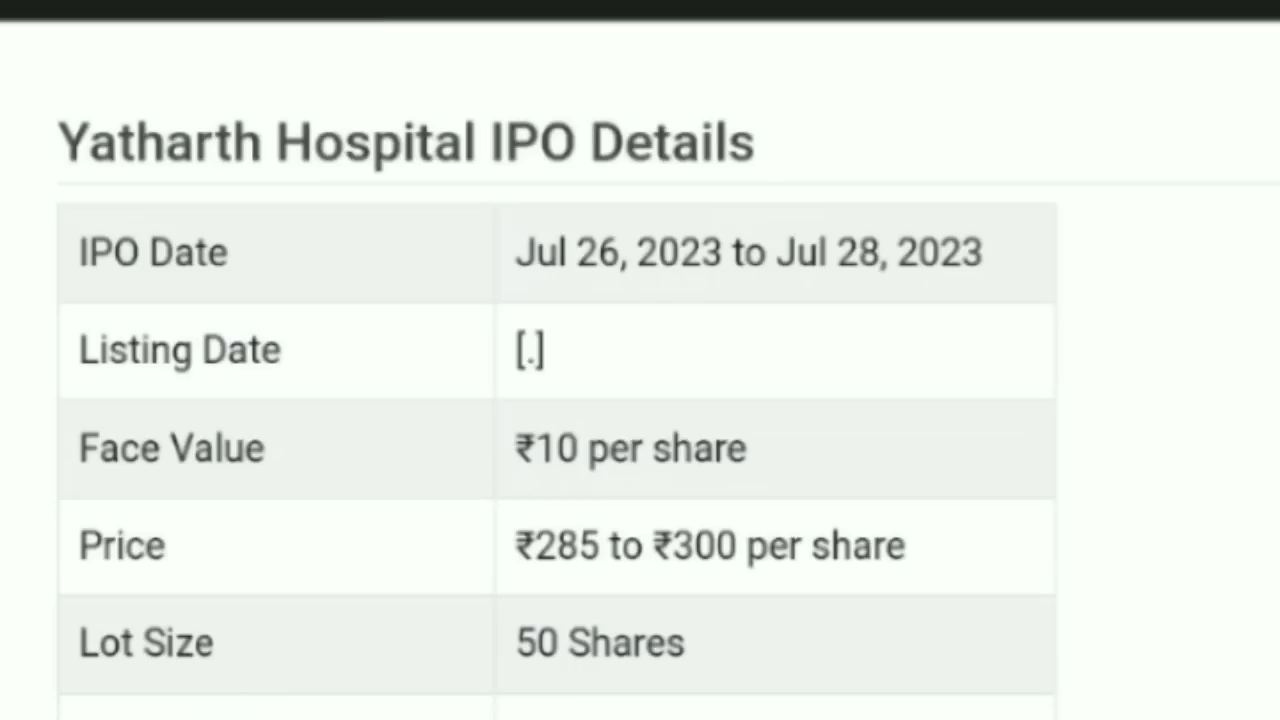 Yatharth Hospital IPO Details
IPO Date Jul 26, 2023 to Jul 28, 2023
Listing Date [.]
Face Value ₹10 per share
Price ₹285 to ₹300 per share
Lot Size 50 Shares